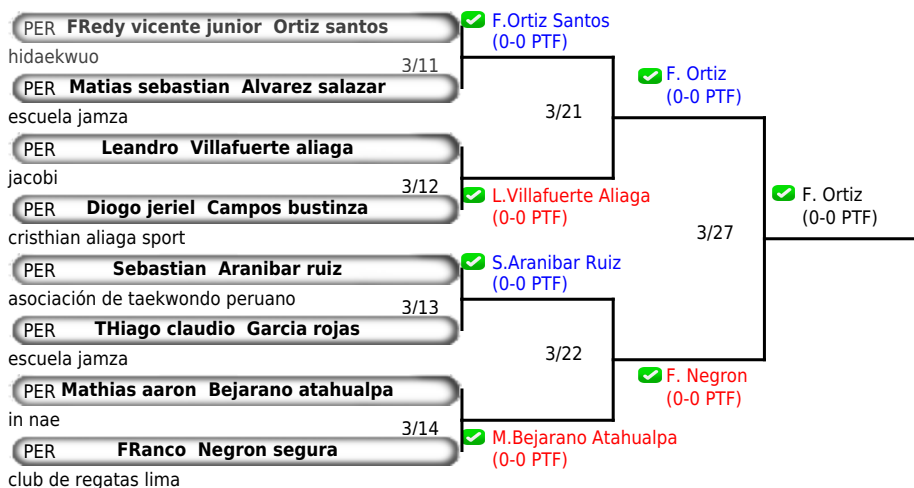 PER FRedy vicente junior Ortiz santos
hidaekwuo
3/11
PER Matias sebastian Alvarez salazar
escuela jamza
PER Leandro Villafuerte aliaga
jacobi
3/12
PER Diogo jeriel Campos bustinza
cristhian aliaga sport
PER Sebastian Aranibar ruiz
asociación de taekwondo peruano
3/13
PER THiago claudio Garcia rojas
escuela jamza
PER Mathias aaron Bejarano atahualpa
in nae
3/14
PER FRanco Negron segura
club de regatas lima
F.Ortiz Santos
(0-0 PTF)
3/21
L.Villafuerte Aliaga
(0-0 PTF)
S.Aranibar Ruiz
(0-0 PTF)
3/22
M.Bejarano Atahualpa
(0-0 PTF)
F. Ortiz
(0-0 PTF)
3/27
F. Negron
(0-0 PTF)
F. Ortiz
(0-0 PTF)